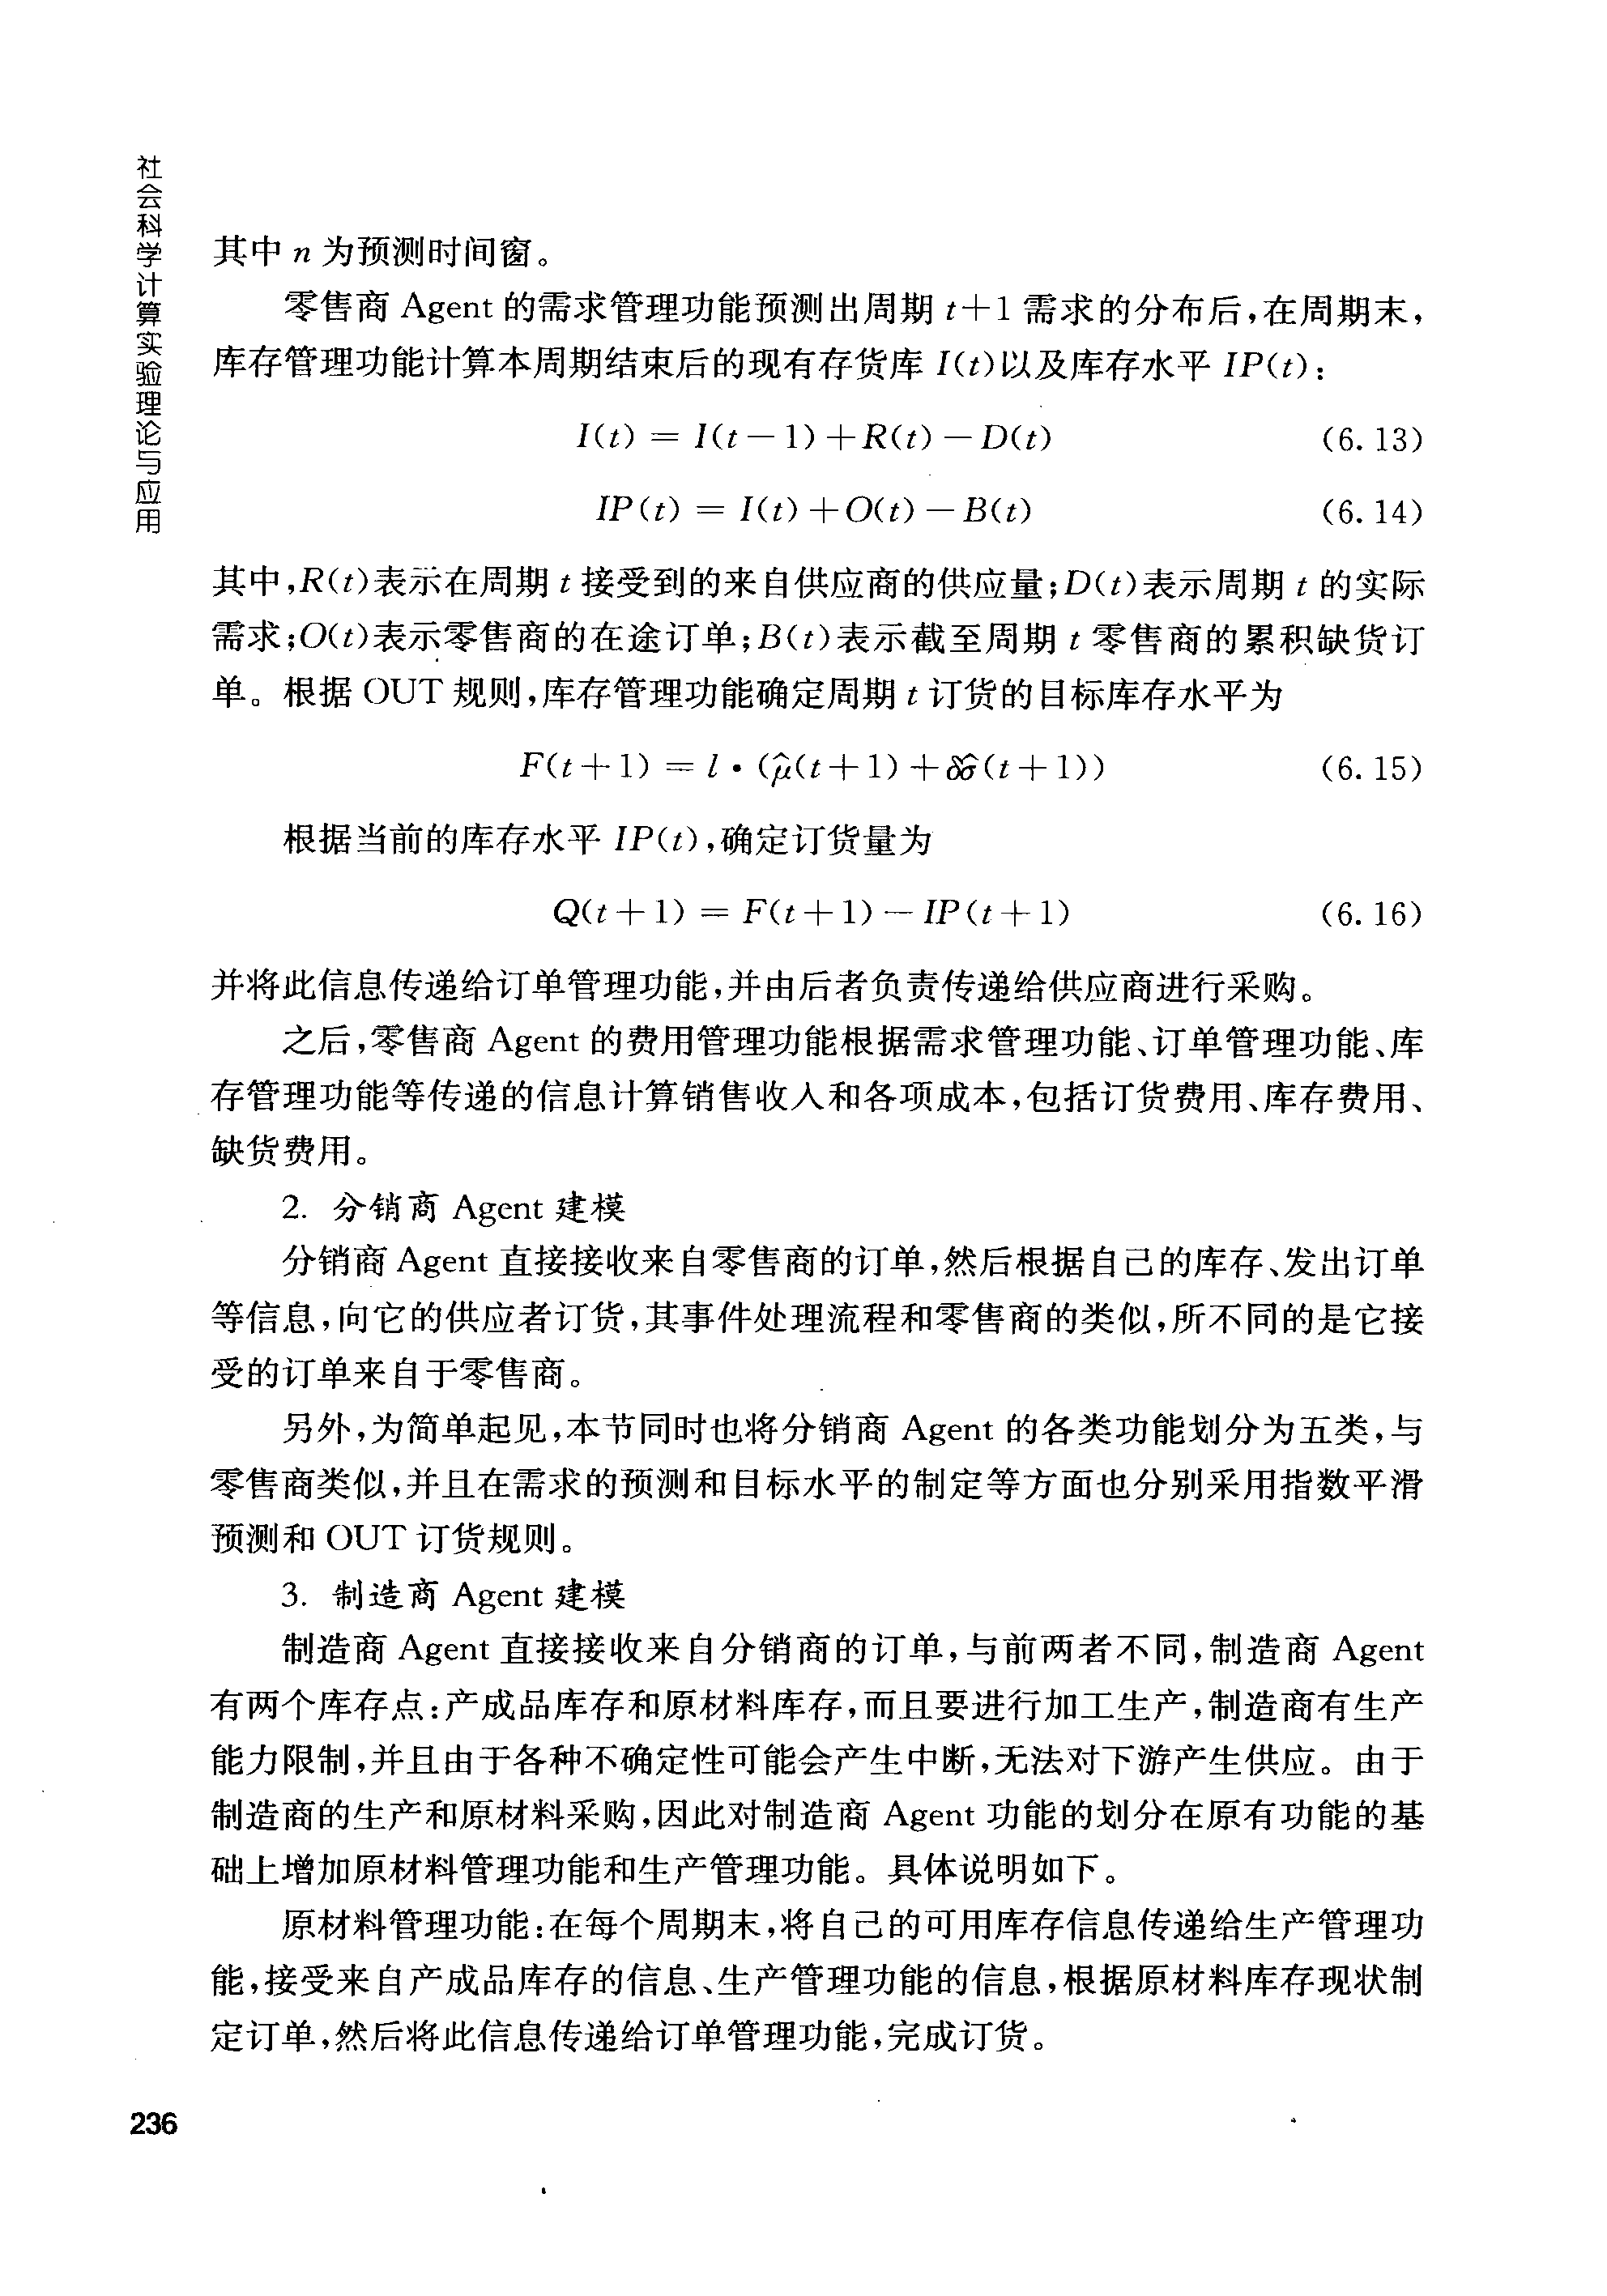 社会科学计算实验理论与应用
其中 n 为预测时间窗。
零售商 Agent 的需求管理功能预测出周期 t+1 需求的分布后,在周期末,
库存管理功能计算本周期结束后的现有存货库 I(t)以及库存水平 IP(t):
I(t) = I(t-1)+R(t)-D(t) (6.13)
IP(t) = I(t)+O(t)-B(t) (6.14)
其中,R(t)表示在周期 t 接受到的来自供应商的供应量;D(t)表示周期 t 的实际
需求;O(t)表示零售商的在途订单;B(t)表示截至周期 t 零售商的累积缺货订
单。根据 OUT 规则,库存管理功能确定周期 t 订货的目标库存水平为
F(t+1) = l·(μ̂(t+1)+δσ̂(t+1)) (6.15)
根据当前的库存水平 IP(t),确定订货量为
Q(t+1) = F(t+1)-IP(t+1) (6.16)
并将此信息传递给订单管理功能,并由后者负责传递给供应商进行采购。
之后,零售商 Agent 的费用管理功能根据需求管理功能、订单管理功能、库
存管理功能等传递的信息计算销售收入和各项成本,包括订货费用、库存费用、
缺货费用。
2. 分销商 Agent 建模
分销商 Agent 直接接收来自零售商的订单,然后根据自己的库存、发出订单
等信息,向它的供应者订货,其事件处理流程和零售商的类似,所不同的是它接
受的订单来自于零售商。
另外,为简单起见,本节同时也将分销商 Agent 的各类功能划分为五类,与
零售商类似,并且在需求的预测和目标水平的制定等方面也分别采用指数平滑
预测和 OUT 订货规则。
3. 制造商 Agent 建模
制造商 Agent 直接接收来自分销商的订单,与前两者不同,制造商 Agent
有两个库存点:产成品库存和原材料库存,而且要进行加工生产,制造商有生产
能力限制,并且由于各种不确定性可能会产生中断,无法对下游产生供应。由于
制造商的生产和原材料采购,因此对制造商 Agent 功能的划分在原有功能的基
础上增加原材料管理功能和生产管理功能。具体说明如下。
原材料管理功能:在每个周期末,将自己的可用库存信息传递给生产管理功
能,接受来自产成品库存的信息、生产管理功能的信息,根据原材料库存现状制
定订单,然后将此信息传递给订单管理功能,完成订货。
236